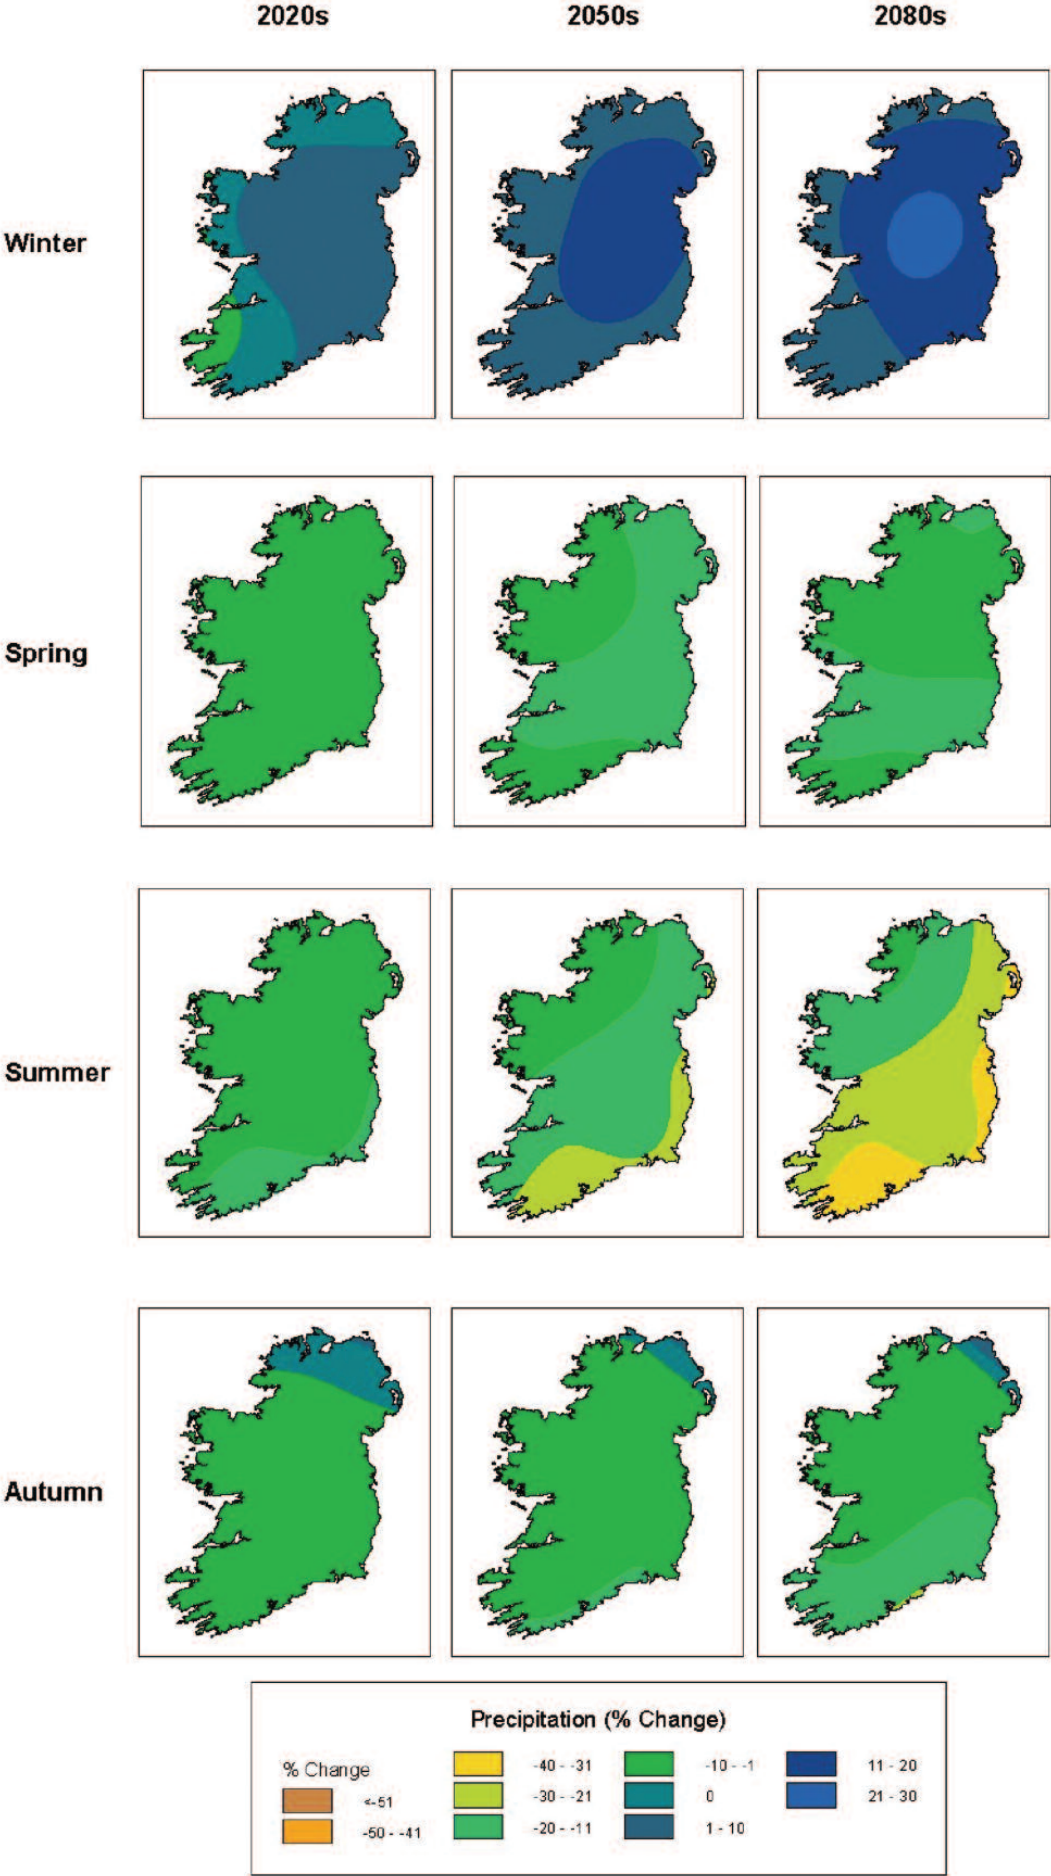 2020s 2050s 2080s
Winter
Spring
Summer
Autumn
Precipitation (% Change)
% Change
<-51
-50 - -41
-40 - -31
-30 - -21
-20 - -11
-10 - -1
0
1 - 10
11 - 20
21 - 30